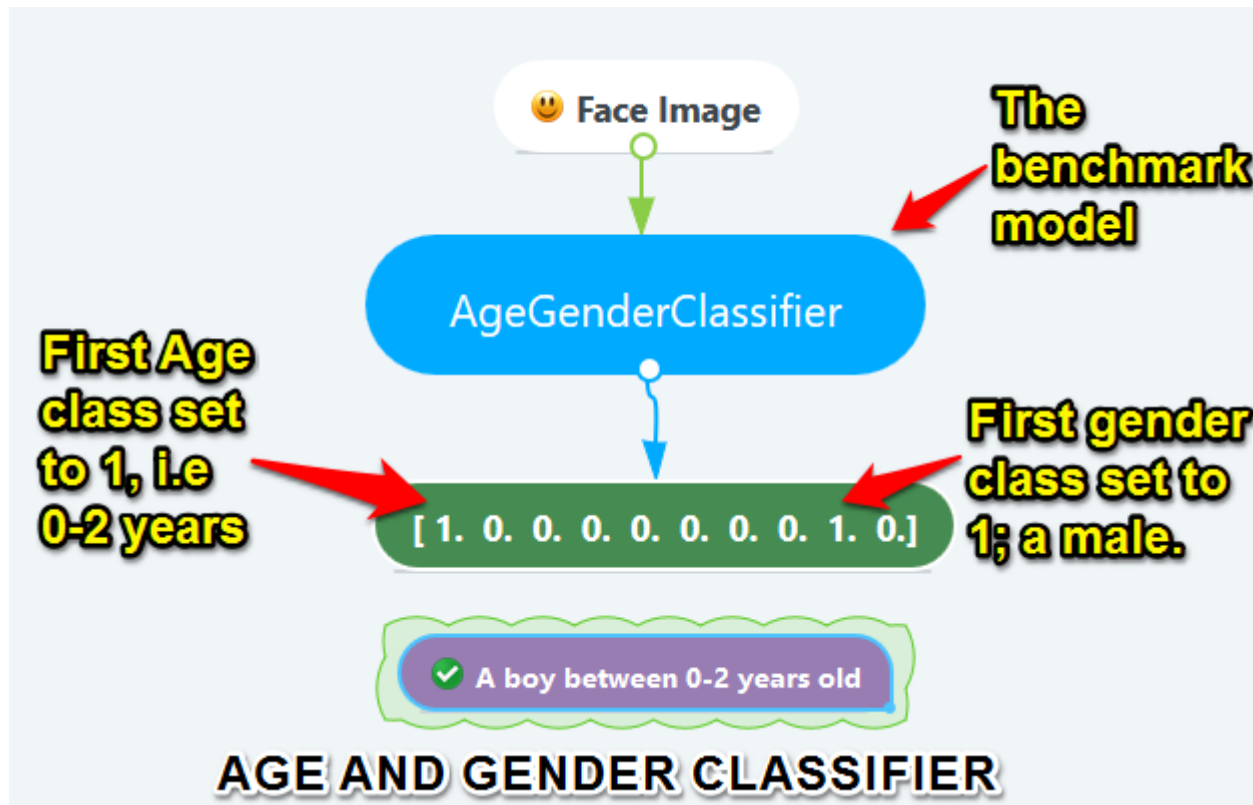 Face Image
The
benchmark
model
AgeGenderClassifier
First Age
class set
to 1, i.e
0-2 years
First gender
class set to
1; a male.
[ 1. 0. 0. 0. 0. 0. 0. 0. 1. 0.]
A boy between 0-2 years old
AGE AND GENDER CLASSIFIER